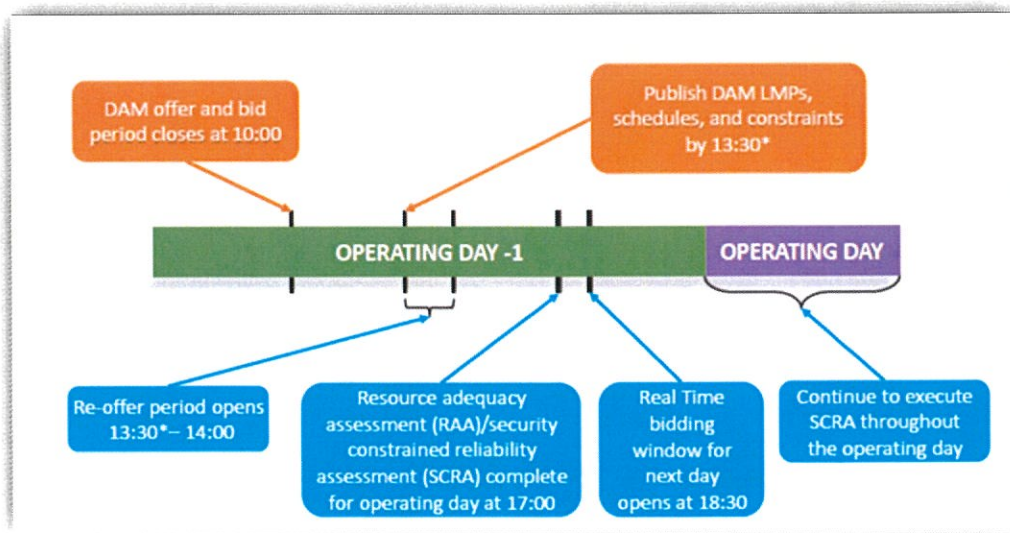 DAM offer and bid
period closes at 10:00
Publish DAM LMPs,
schedules, and constraints
by 13:30*
OPERATING DAY -1
OPERATING DAY
Re-offer period opens
13:30*– 14:00
Resource adequacy
assessment (RAA)/security
constrained reliability
assessment (SCRA) complete
for operating day at 17:00
Real Time
bidding
window for
next day
opens at 18:30
Continue to execute
SCRA throughout
the operating day